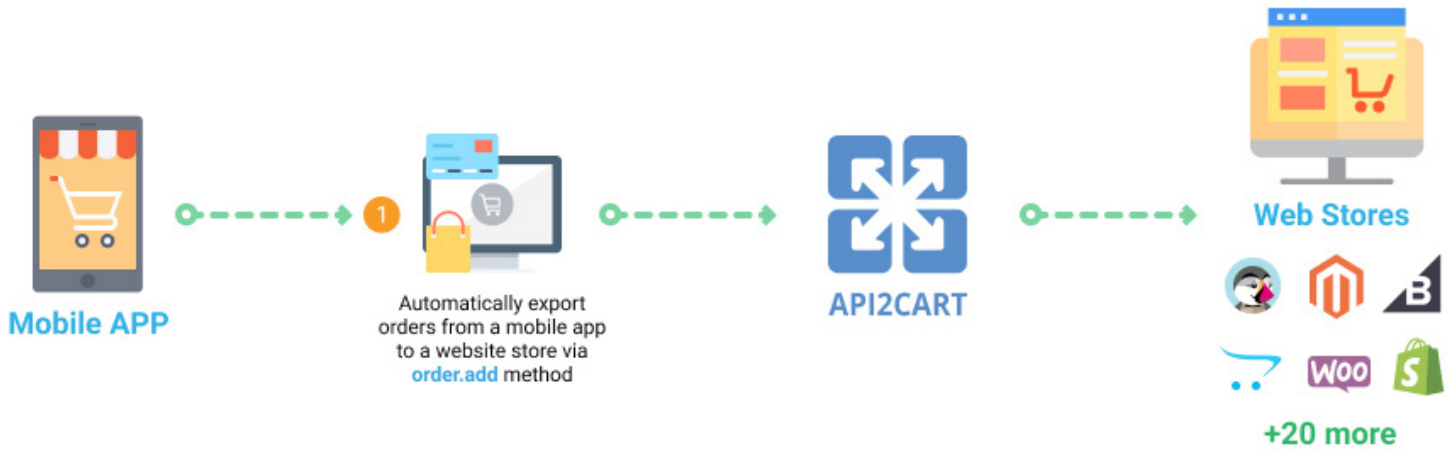 Mobile APP
1
Automatically export
orders from a mobile app
to a website store via
order.add method
API2CART
Web Stores
B
WOO
S
+20 more